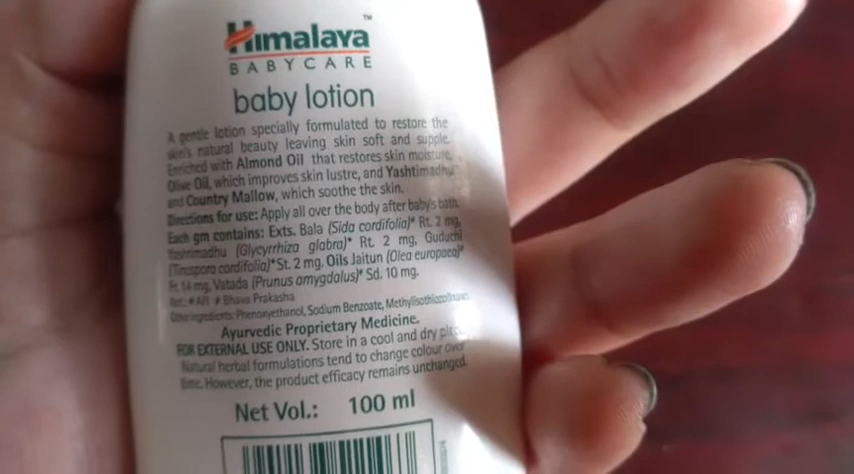 Himalaya™
BABYCARE
baby lotion
A gentle lotion specially formulated to restore the
skin's natural beauty leaving skin soft and supple.
Enriched with Almond Oil that restores skin moisture,
Olive Oil, which improves skin lustre, and Yashtimadhu
and Country Mallow, which soothe the skin.
Directions for use: Apply all over the body after baby's bath.
Each gm contains: Exts. Bala (Sida cordifolia)* Rt. 2 mg,
Yashtimadhu (Glycyrrhiza glabra)* Rt. 2 mg, Guduchi
(Tinospora cordifolia)* St. 2 mg, Oils Jaitun (Olea europaea)#
Ft. 14 mg, Vatada (Prunus amygdalus)# Sd. 10 mg.
Ref.: *API # Bhava Prakasha
Other ingredients: Phenoxyethanol, Sodium Benzoate,
Ayurvedic Proprietary Medicine.
FOR EXTERNAL USE ONLY. Store in a cool and dry place.
Natural herbal formulations tend to change colour over
time. However, the product efficacy remains unchanged.
Net Vol.: 100 ml